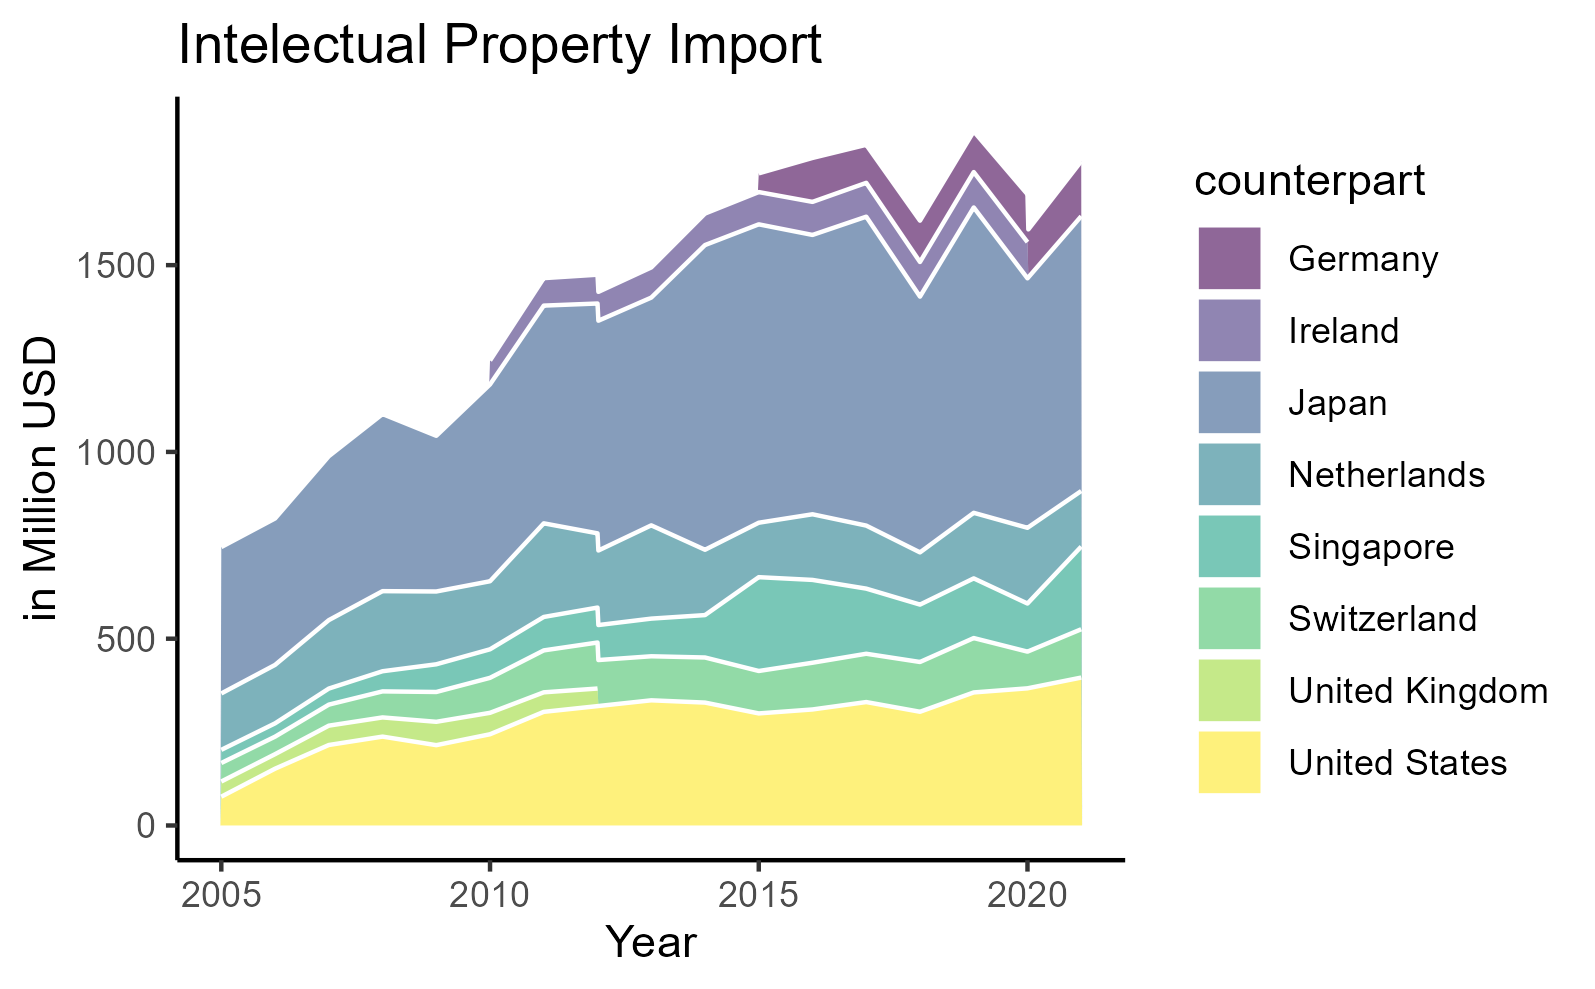 Intelectual Property Import
in Million USD
1500
1000
500
0
2005
2010
2015
2020
Year
counterpart
Germany
Ireland
Japan
Netherlands
Singapore
Switzerland
United Kingdom
United States